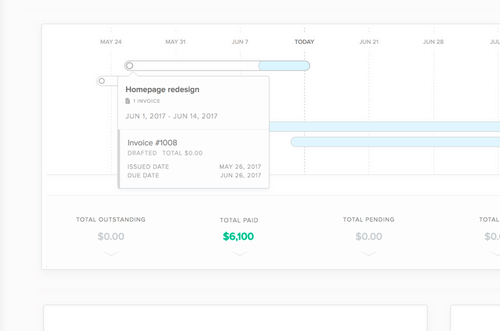 MAY 24 MAY 31 JUN 7 TODAY JUN 21 JUN 28 JUL
Homepage redesign
1 INVOICE
JUN 1, 2017 - JUN 14, 2017
Invoice #1008
DRAFTED TOTAL $0.00
ISSUED DATE MAY 26, 2017
DUE DATE JUN 26, 2017
TOTAL OUTSTANDING TOTAL PAID TOTAL PENDING TOTAL
$0.00 $6,100 $0.00 $0.0